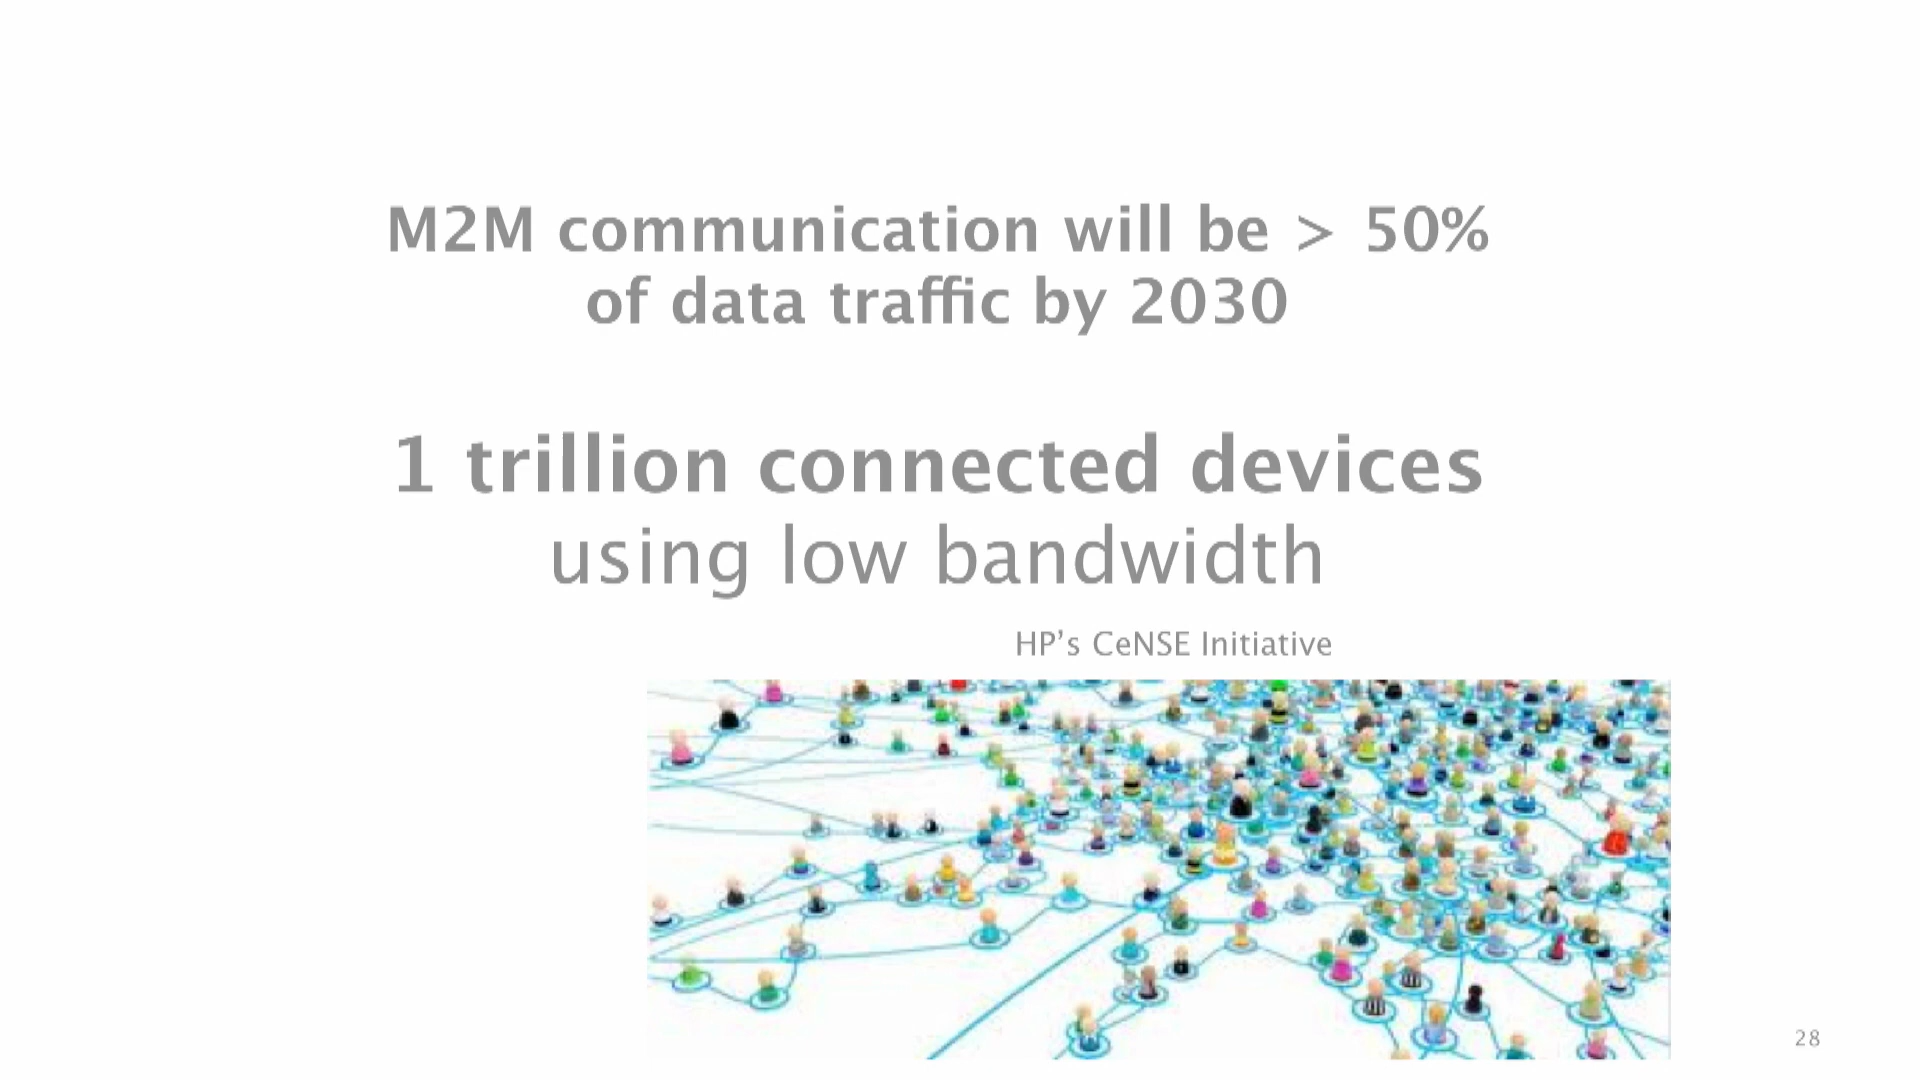 M2M communication will be > 50%
of data traffic by 2030
1 trillion connected devices
using low bandwidth
HP’s CeNSE Initiative
28